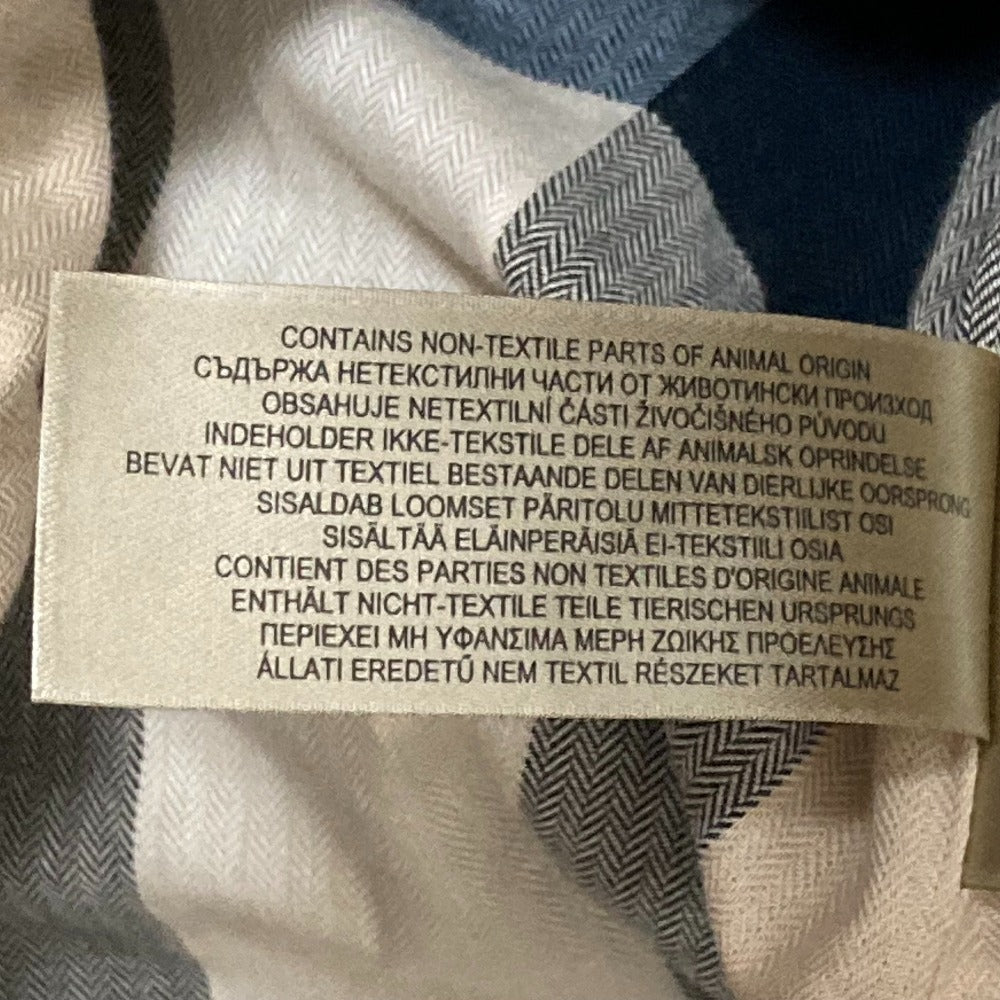 CONTAINS NON-TEXTILE PARTS OF ANIMAL ORIGIN
СЪДЪРЖА НЕТЕКСТИЛНИ ЧАСТИ ОТ ЖИВОТИНСКИ ПРОИЗХОД
OBSAHUJE NETEXTILNÍ ČÁSTI ŽIVOČIŠNÉHO PŮVODU
INDEHOLDER IKKE-TEKSTILE DELE AF ANIMALSK OPRINDELSE
BEVAT NIET UIT TEXTIEL BESTAANDE DELEN VAN DIERLIJKE OORSPRONG
SISALDAB LOOMSET PÄRITOLU MITTETEKSTIILIST OSI
SISÄLTÄÄ ELÄINPERÄISIÄ EI-TEKSTIILI OSIA
CONTIENT DES PARTIES NON TEXTILES D'ORIGINE ANIMALE
ENTHÄLT NICHT-TEXTILE TEILE TIERISCHEN URSPRUNGS
ΠΕΡΙΕΧΕΙ ΜΗ ΥΦΑΝΣΙΜΑ ΜΕΡΗ ΖΩΙΚΗΣ ΠΡΟΕΛΕΥΣΗΣ
ÁLLATI EREDETŰ NEM TEXTIL RÉSZEKET TARTALMAZ